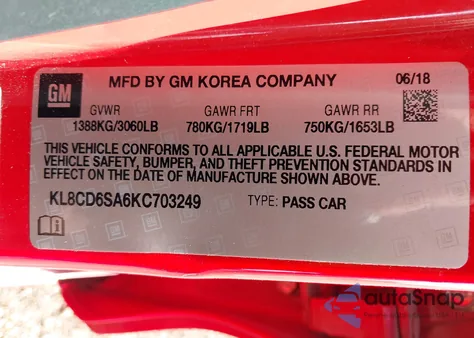 GM
MFD BY GM KOREA COMPANY 06/18
GVWR GAWR FRT GAWR RR
1388KG/3060LB 780KG/1719LB 750KG/1653LB
THIS VEHICLE CONFORMS TO ALL APPLICABLE U.S. FEDERAL MOTOR
VEHICLE SAFETY, BUMPER, AND THEFT PREVENTION STANDARDS IN
EFFECT ON THE DATE OF MANUFACTURE SHOWN ABOVE.
KL8CD6SA6KC703249 TYPE: PASS CAR
autoSnap